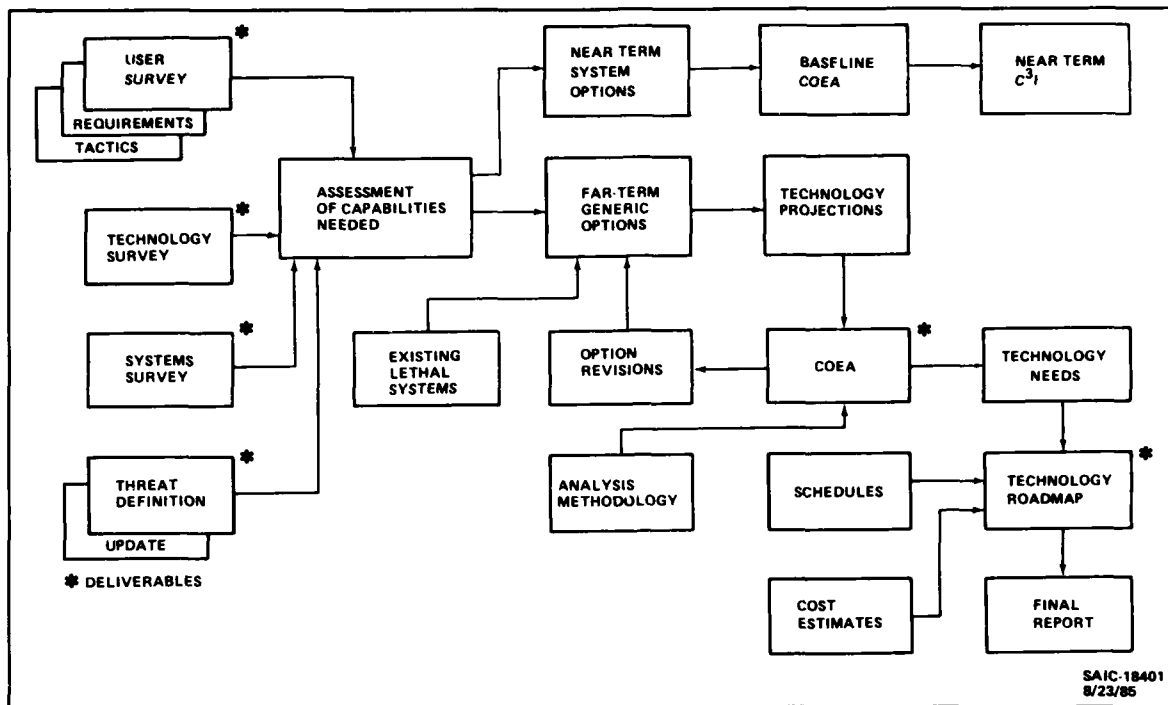 *
USER
SURVEY
REQUIREMENTS
TACTICS
NEAR TERM
SYSTEM
OPTIONS
BASFLINE
COEA
NEAR TERM
C³I
ASSESSMENT
OF CAPABILITIES
NEEDED
FAR-TERM
GENERIC
OPTIONS
TECHNOLOGY
PROJECTIONS
*
TECHNOLOGY
SURVEY
*
SYSTEMS
SURVEY
EXISTING
LETHAL
SYSTEMS
OPTION
REVISIONS
*
COEA
TECHNOLOGY
NEEDS
*
THREAT
DEFINITION
UPDATE
* DELIVERABLES
ANALYSIS
METHODOLOGY
SCHEDULES
*
TECHNOLOGY
ROADMAP
COST
ESTIMATES
FINAL
REPORT
SAIC-18401
8/23/85